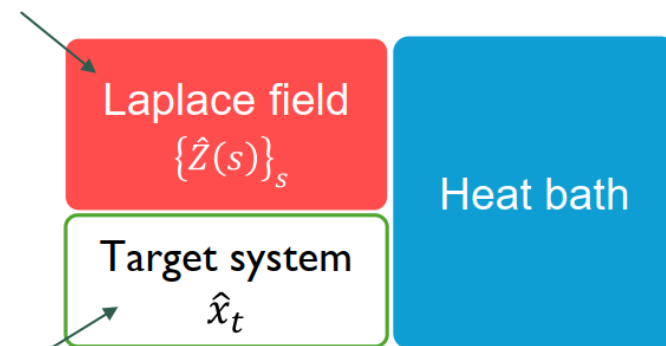 Laplace field
{Ẑ(s)}ₛ
Heat bath
Target system
x̂ₜ